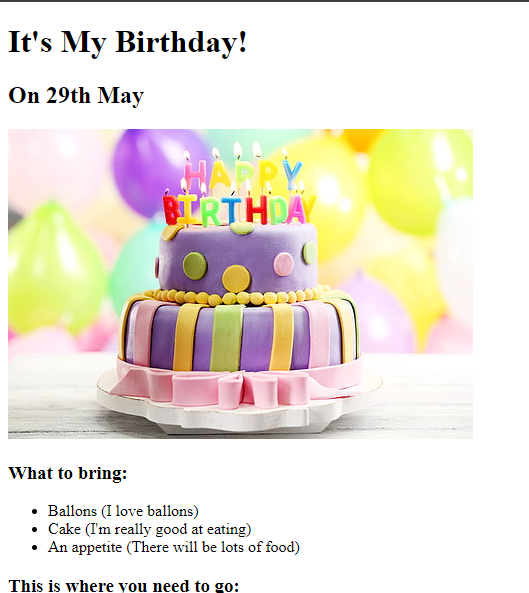 It's My Birthday!
On 29th May
HAPPY
BIRTHDAY
What to bring:
Ballons (I love ballons)
Cake (I'm really good at eating)
An appetite (There will be lots of food)
This is where you need to go: